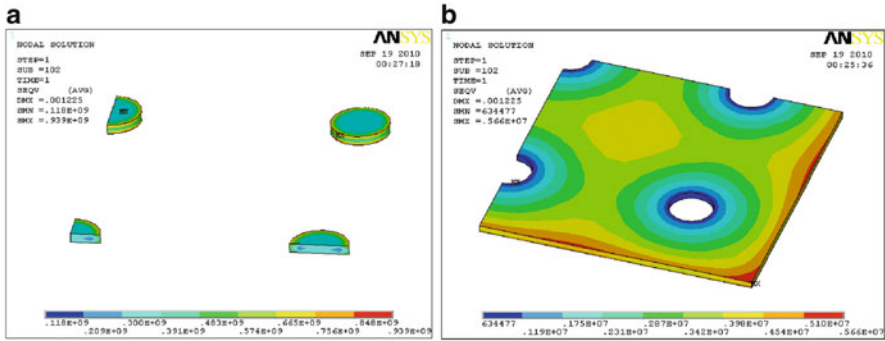 a
1
NODAL SOLUTION
STEP=1
SUB =102
TIME=1
SEQV (AVG)
DMX =.001225
SMN =.118E+09
SMX =.939E+09
ANSYS
SEP 19 2010
00:27:18
.118E+09 .300E+09 .483E+09 .665E+09 .848E+09
.209E+09 .391E+09 .574E+09 .756E+09 .939E+09
b
1
NODAL SOLUTION
STEP=1
SUB =102
TIME=1
SEQV (AVG)
DMX =.001225
SMN =634477
SMX =.566E+07
ANSYS
SEP 19 2010
00:25:36
634477 .175E+07 .287E+07 .398E+07 .510E+07
.119E+07 .231E+07 .342E+07 .454E+07 .566E+07